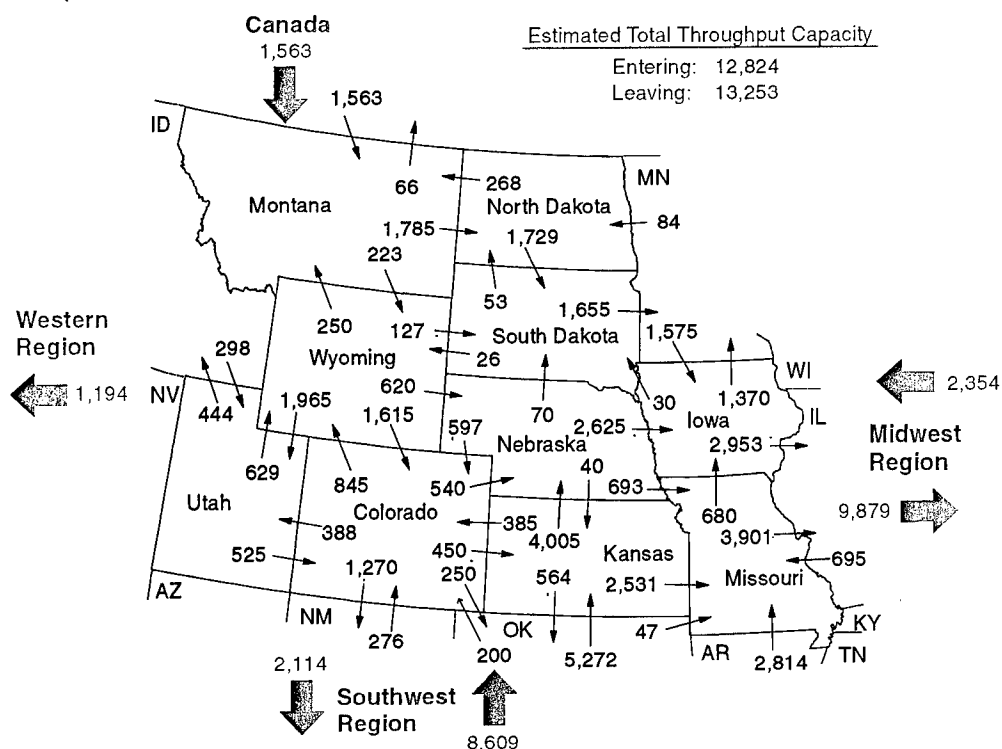 Canada
1,563
Estimated Total Throughput Capacity
Entering: 12,824
Leaving: 13,253
1,563
ID
66
268
MN
Montana
North Dakota
84
1,785
1,729
223
53
1,655
250
127
South Dakota
1,575
Western
Region
298
Wyoming
26
WI
1,194
NV
620
30
1,370
2,354
444
1,965
1,615
70
Iowa
IL
597
Nebraska
2,625
2,953
Midwest
Region
629
845
540
40
693
Utah
Colorado
680
9,879
388
385
4,005
3,901
525
450
Kansas
695
1,270
250
564
2,531
Missouri
AZ
NM
OK
47
KY
276
200
5,272
AR
2,814
TN
2,114
Southwest
Region
8,609